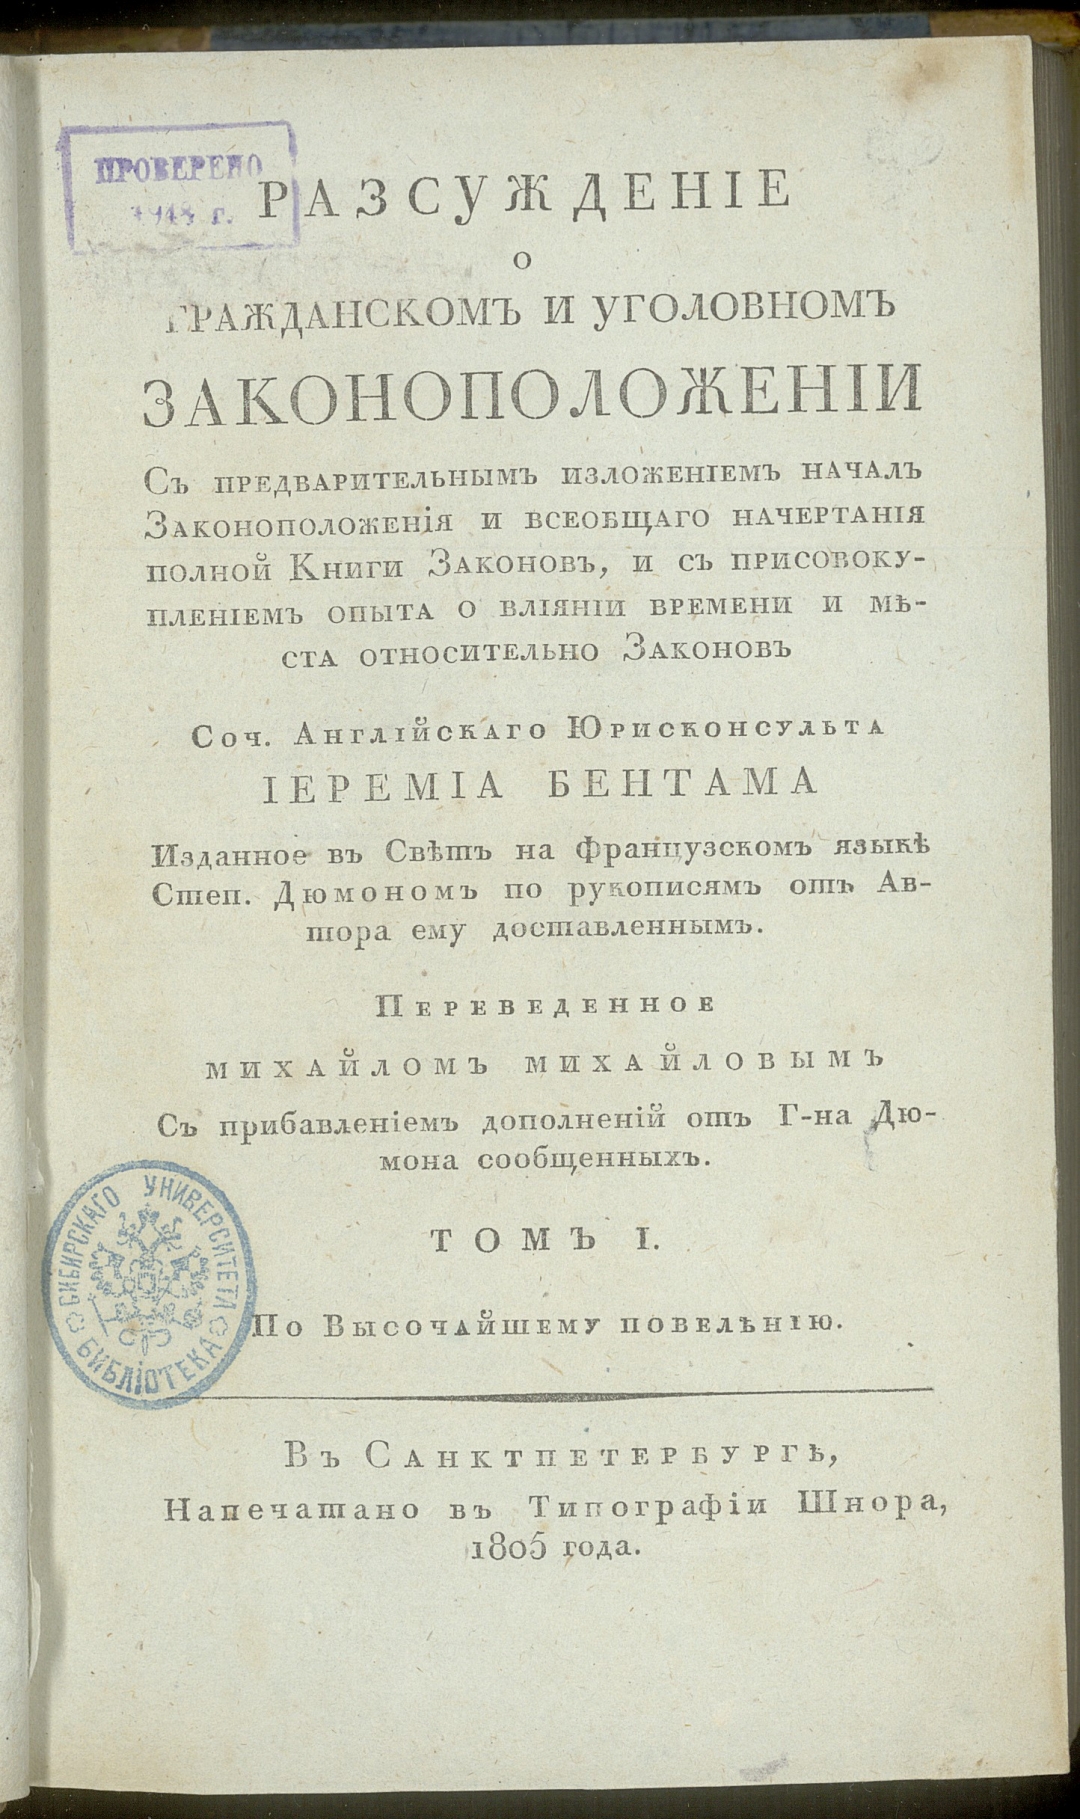 ПРОВЕРЕНО
РАЗСУЖДЕНІЕ
О
ГРАЖДАНСКОМЪ И УГОЛОВНОМЪ
ЗАКОНОПОЛОЖЕНІИ
Съ предварительнымъ изложеніемъ началъ
Законоположенія и всеобщаго начертанія
полной Книги Законовъ, и съ присовоку-
пленіемъ опыта о вліяніи времени и мѣ-
ста относительно Законовъ
Соч. Англійскаго Юрисконсульта
ІЕРЕМІА БЕНТАМА
Изданное въ Свѣтъ на французскомъ языкѣ
Степ. Дюмономъ по рукописямъ отъ Ав-
тора ему доставленнымъ.
Переведенное
МИХАЙЛОМЪ МИХАЙЛОВЫМЪ
Съ прибавленіемъ дополненій отъ Г-на Дю-
мона сообщенныхъ.
ТОМЪ I.
СИБИРСКАГО УНИВЕРСИТЕТА
БИБЛІОТЕКА
По Высочайшему повелѣнію.
Въ Санктпетербургѣ,
Напечатано въ Типографіи Шнора,
1805 года.